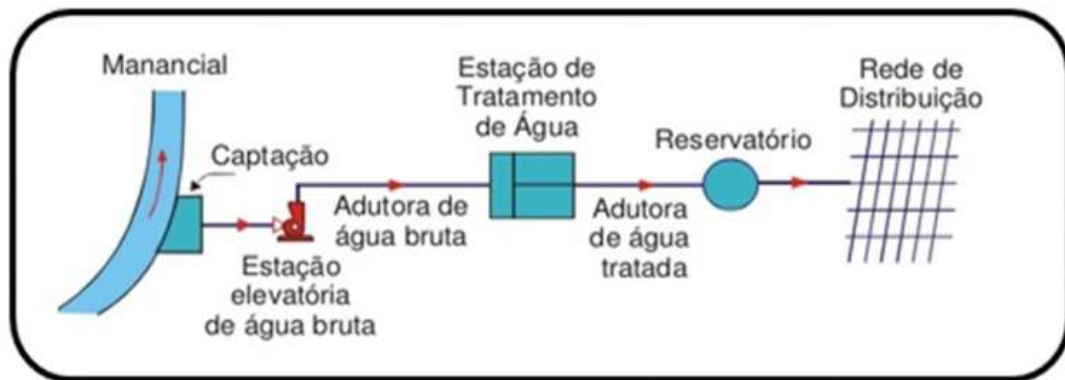 Manancial
Captação
Estação
elevatória
de água bruta
Adutora de
água bruta
Estação de
Tratamento
de Água
Adutora
de água
tratada
Reservatório
Rede de
Distribuição